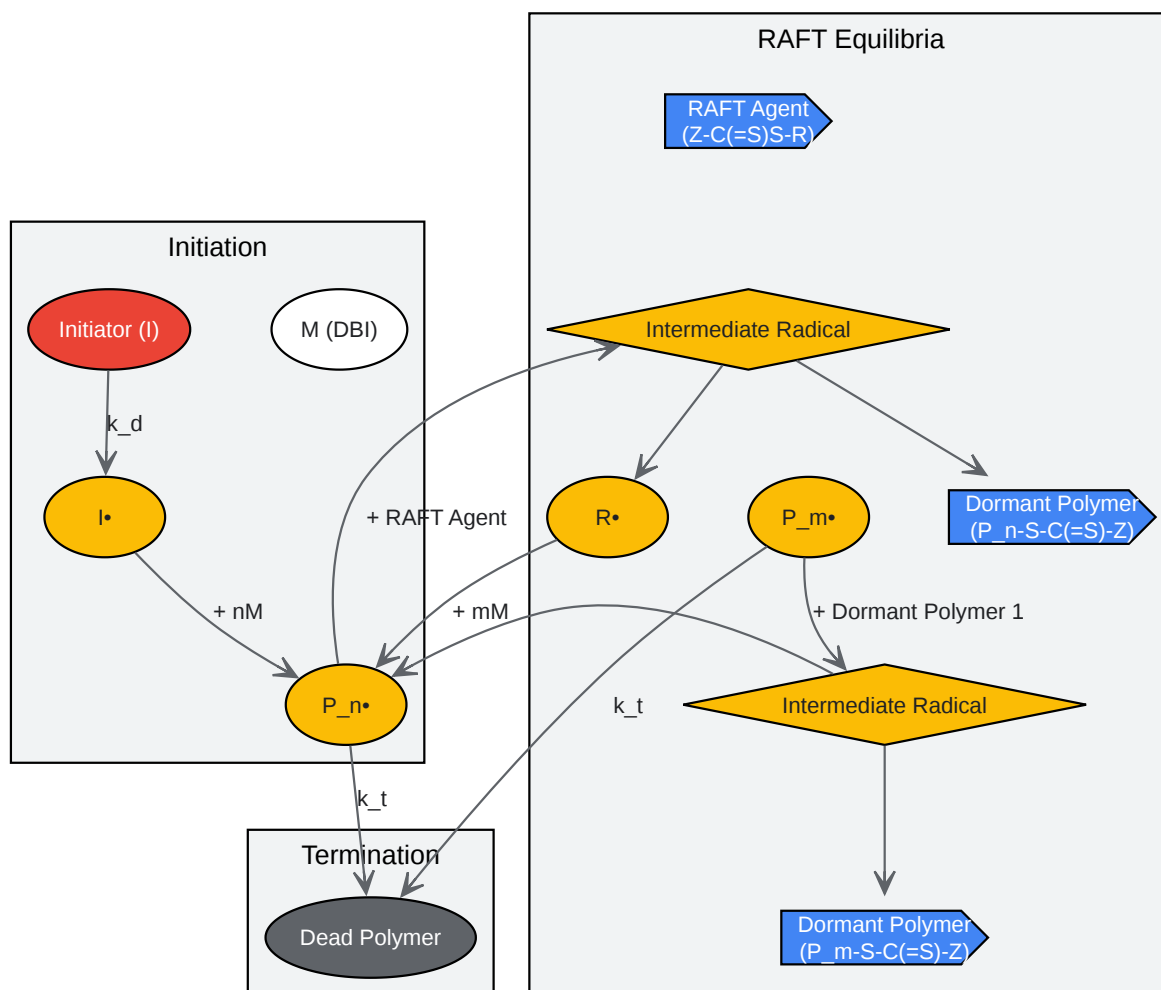 RAFT Equilibria
RAFT Agent
(Z-C(=S)S-R)
Initiation
Initiator (I)
M (DBI)
Intermediate Radical
k_d
I•
+ RAFT Agent
R•
P_m•
Dormant Polymer
(P_n-S-C(=S)-Z)
+ nM
+ mM
+ Dormant Polymer 1
P_n•
k_t
Intermediate Radical
k_t
Termination
Dead Polymer
Dormant Polymer
(P_m-S-C(=S)-Z)